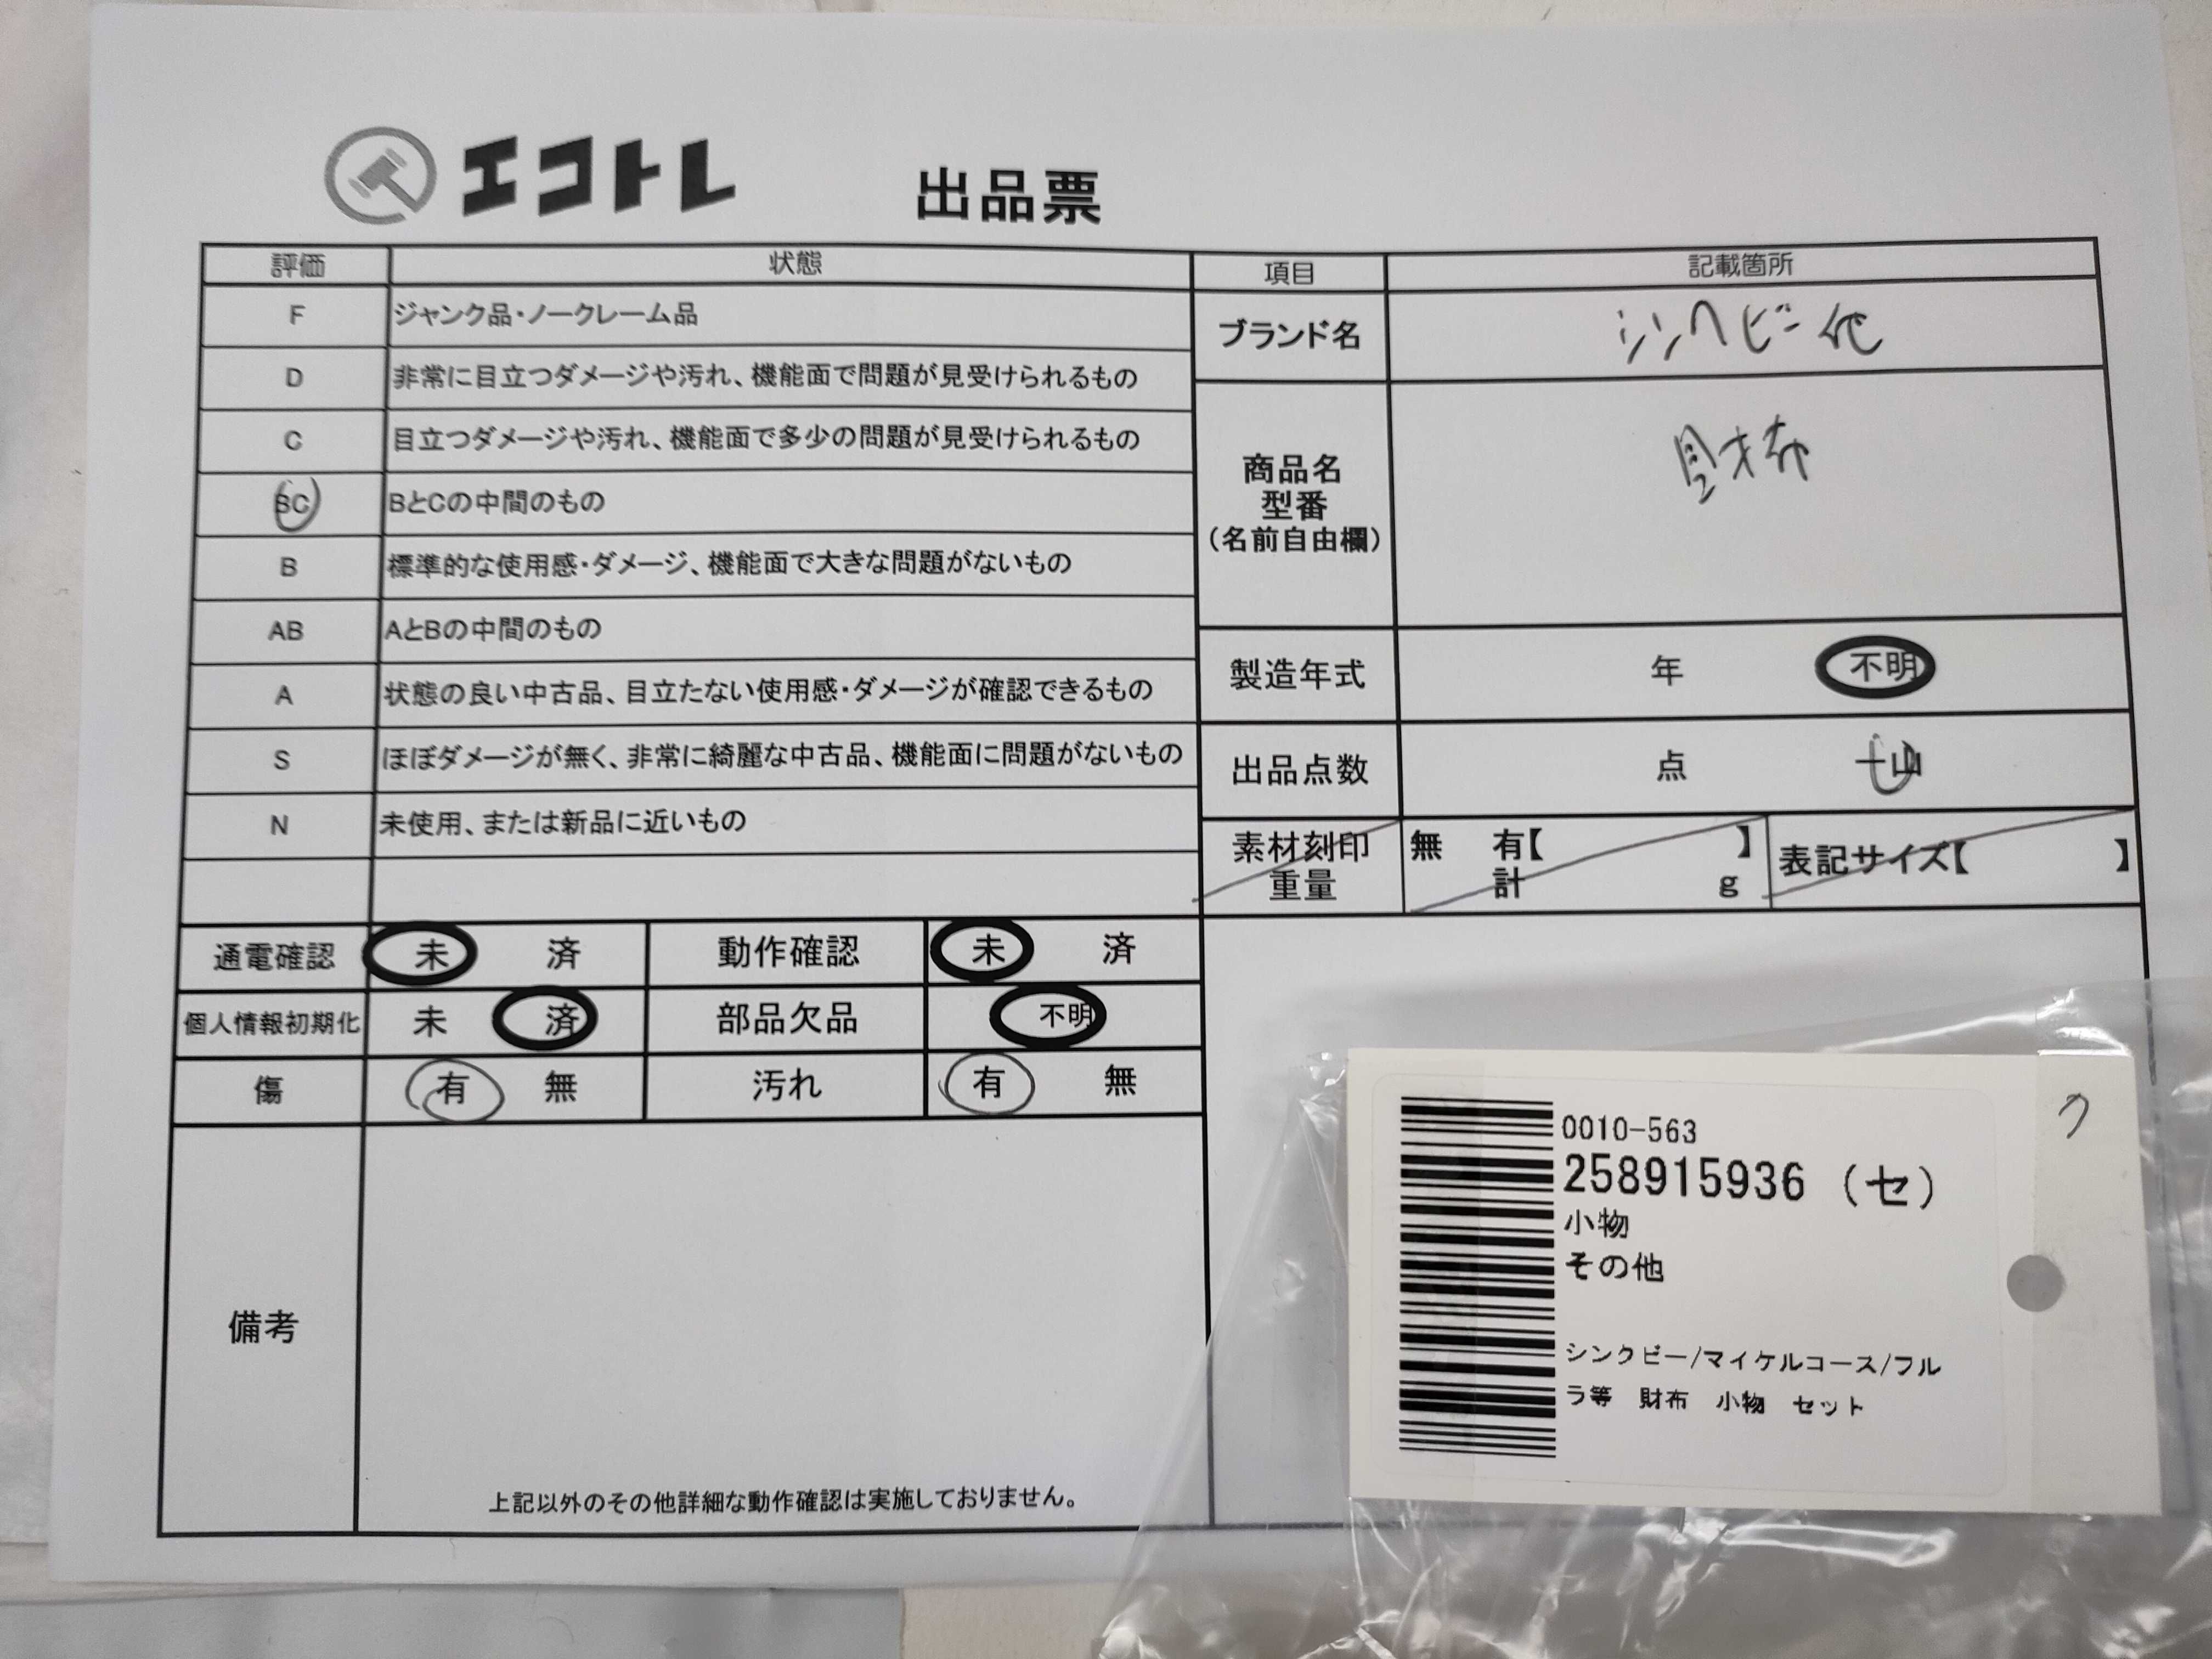 エコトレ 出品票
評価 状態 項目 記載箇所
F ジャンク品・ノークレーム品
D 非常に目立つダメージや汚れ、機能面で問題が見受けられるもの
C 目立つダメージや汚れ、機能面で多少の問題が見受けられるもの
BC BとCの中間のもの
B 標準的な使用感・ダメージ、機能面で大きな問題がないもの
AB AとBの中間のもの
A 状態の良い中古品、目立たない使用感・ダメージが確認できるもの
S ほぼダメージが無く、非常に綺麗な中古品、機能面に問題がないもの
N 未使用、または新品に近いもの
ブランド名 シンクビー他
商品名 財布
型番
(名前自由欄)
製造年式 年 不明
出品点数 点 一山
素材刻印 無 有【 】 表記サイズ【 】
重量 計 g
通電確認 未 済 動作確認 未 済
個人情報初期化 未 済 部品欠品 不明
傷 有 無 汚れ 有 無
備考
上記以外のその他詳細な動作確認は実施しておりません。
0010-563
258915936 (セ)
小物
その他
シンクビー/マイケルコース/フル
ラ等 財布 小物 セット